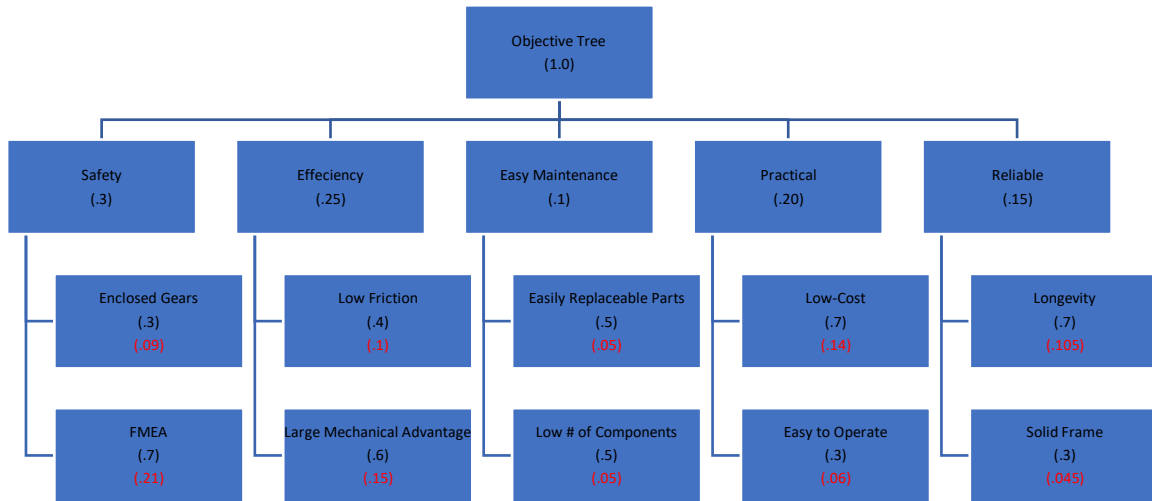 Objective Tree
(1.0)
Safety
(.3)
Effeciency
(.25)
Easy Maintenance
(.1)
Practical
(.20)
Reliable
(.15)
Enclosed Gears
(.3)
(.09)
Low Friction
(.4)
(.1)
Easily Replaceable Parts
(.5)
(.05)
Low-Cost
(.7)
(.14)
Longevity
(.7)
(.105)
FMEA
(.7)
(.21)
Large Mechanical Advantage
(.6)
(.15)
Low # of Components
(.5)
(.05)
Easy to Operate
(.3)
(.06)
Solid Frame
(.3)
(.045)